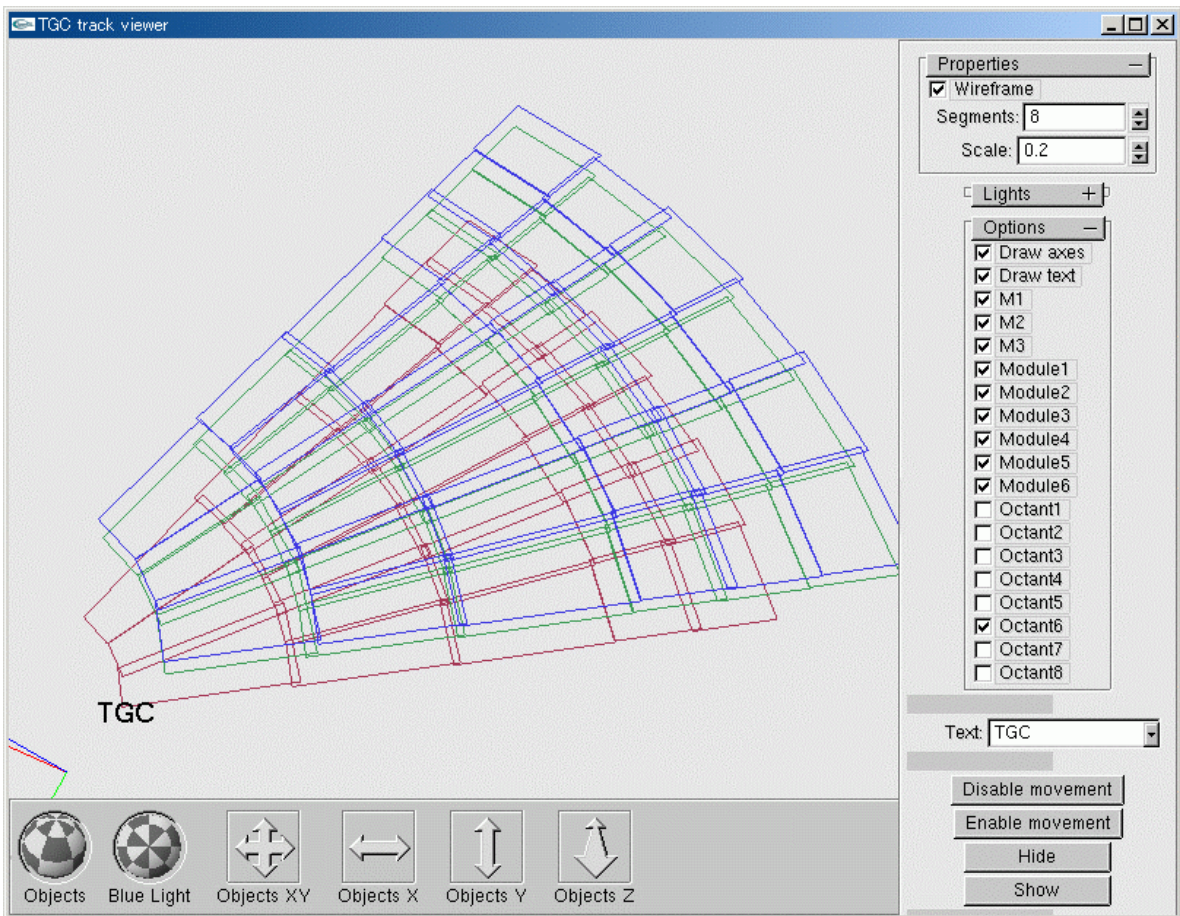 TGC track viewer
Properties
Wireframe
Segments: 8
Scale: 0.2
Lights
Options
Draw axes
Draw text
M1
M2
M3
Module1
Module2
Module3
Module4
Module5
Module6
Octant1
Octant2
Octant3
Octant4
Octant5
Octant6
Octant7
Octant8
TGC
Text: TGC
Disable movement
Enable movement
Hide
Show
Objects
Blue Light
Objects XY
Objects X
Objects Y
Objects Z